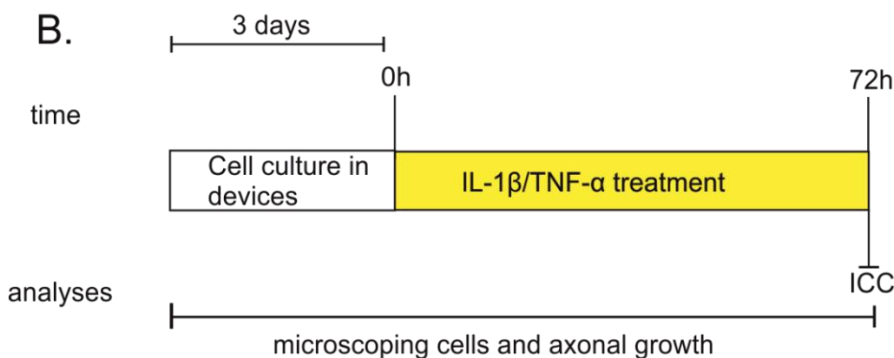 B.
3 days
0h
72h
time
Cell culture in
devices
IL-1β/TNF-α treatment
ICC
analyses
microscoping cells and axonal growth